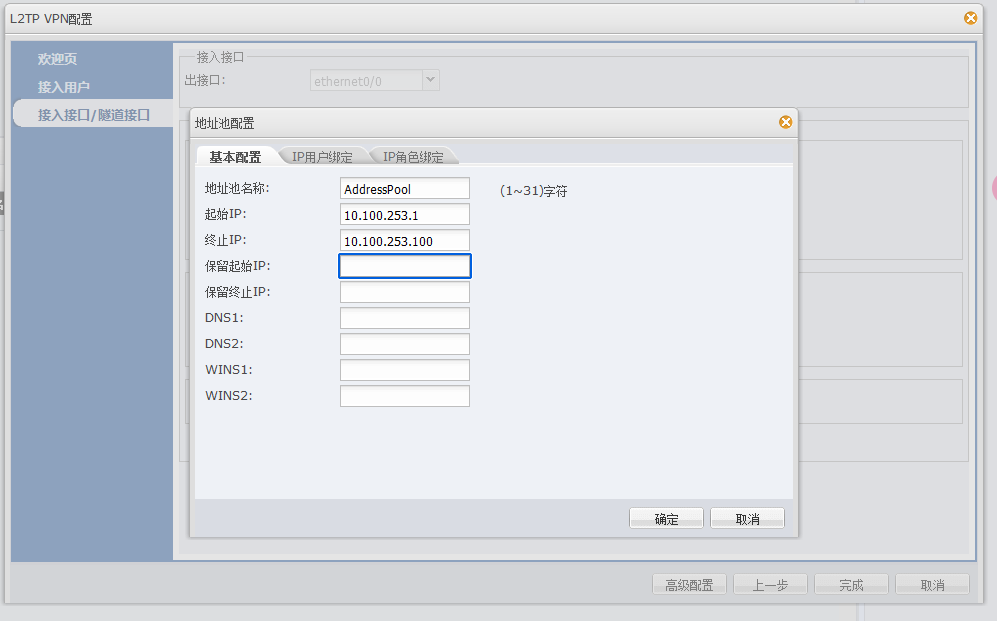 L2TP VPN配置
欢迎页
接入用户
接入接口/隧道接口
接入接口
出接口:
ethernet0/0
地址池配置
基本配置 IP用户绑定 IP角色绑定
地址池名称: AddressPool (1~31)字符
起始IP: 10.100.253.1
终止IP: 10.100.253.100
保留起始IP:
保留终止IP:
DNS1:
DNS2:
WINS1:
WINS2:
确定 取消
高级配置 上一步 完成 取消